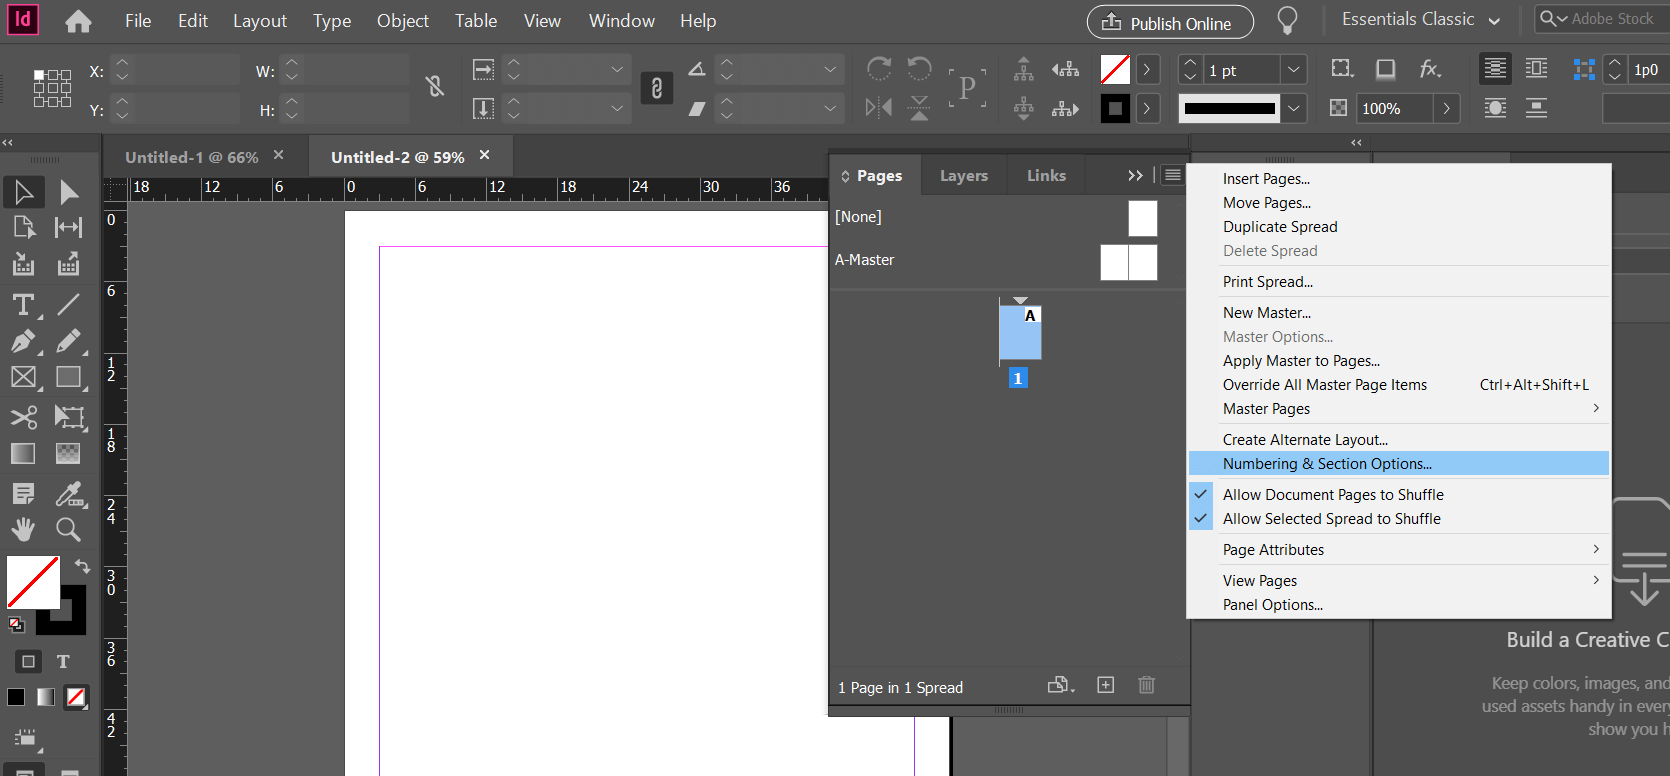 Id File Edit Layout Type Object Table View Window Help Publish Online Essentials Classic Adobe Stock
X: W: 1 pt fx. 1p0
Y: H: P 100%
Untitled-1 @ 66% × Untitled-2 @ 59% ×
18 12 6 0 6 12 18 24 30 36
0
6
12
18
24
30
36
42
T
T
Pages Layers Links
[None]
A-Master
A
1
1 Page in 1 Spread
Insert Pages...
Move Pages...
Duplicate Spread
Delete Spread
Print Spread...
New Master...
Master Options...
Apply Master to Pages...
Override All Master Page Items Ctrl+Alt+Shift+L
Master Pages
Create Alternate Layout...
Numbering & Section Options...
Allow Document Pages to Shuffle
Allow Selected Spread to Shuffle
Page Attributes
View Pages
Panel Options...
Build a Creative C
Keep colors, images, and
used assets handy in every
show you h